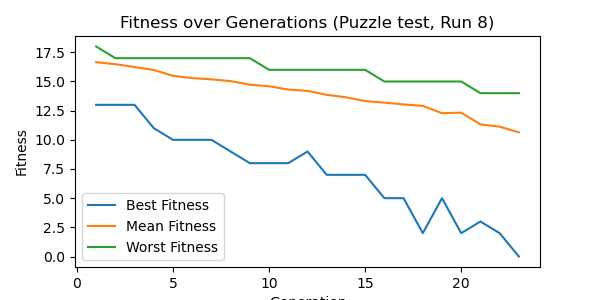 Fitness over Generations (Puzzle test, Run 8)
Fitness
17.5
15.0
12.5
10.0
7.5
5.0
2.5
0.0
Best Fitness
Mean Fitness
Worst Fitness
0 5 10 15 20
Generation